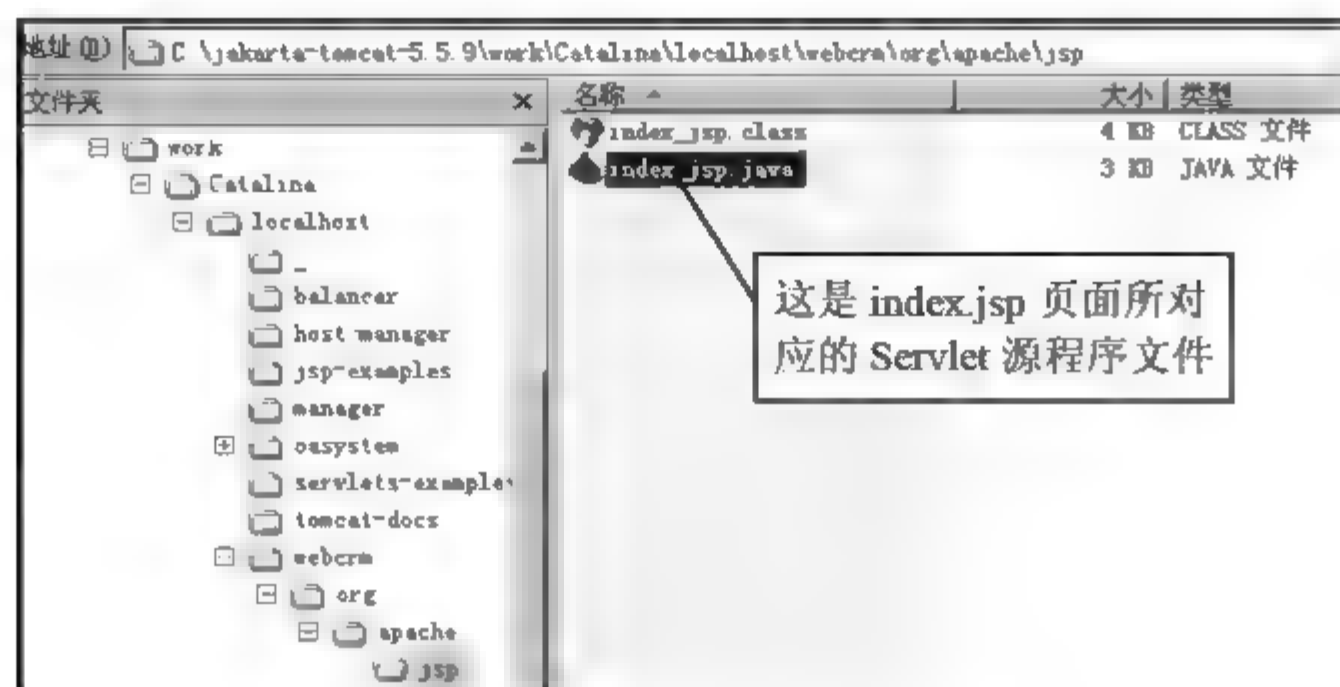 地址(D) C \jakarta-tomcat-5.5.9\work\Catalina\localhost\webcrm\org\apache\jsp
文件夹 ×
名称 大小 类型
work
Catalina
localhost
_
balancer
host-manager
jsp-examples
manager
oasystem
servlets-example
tomcat-docs
webcrm
org
apache
jsp
index_jsp.class 4 KB CLASS 文件
index_jsp.java 3 KB JAVA 文件
这是 index.jsp 页面所对
应的 Servlet 源程序文件